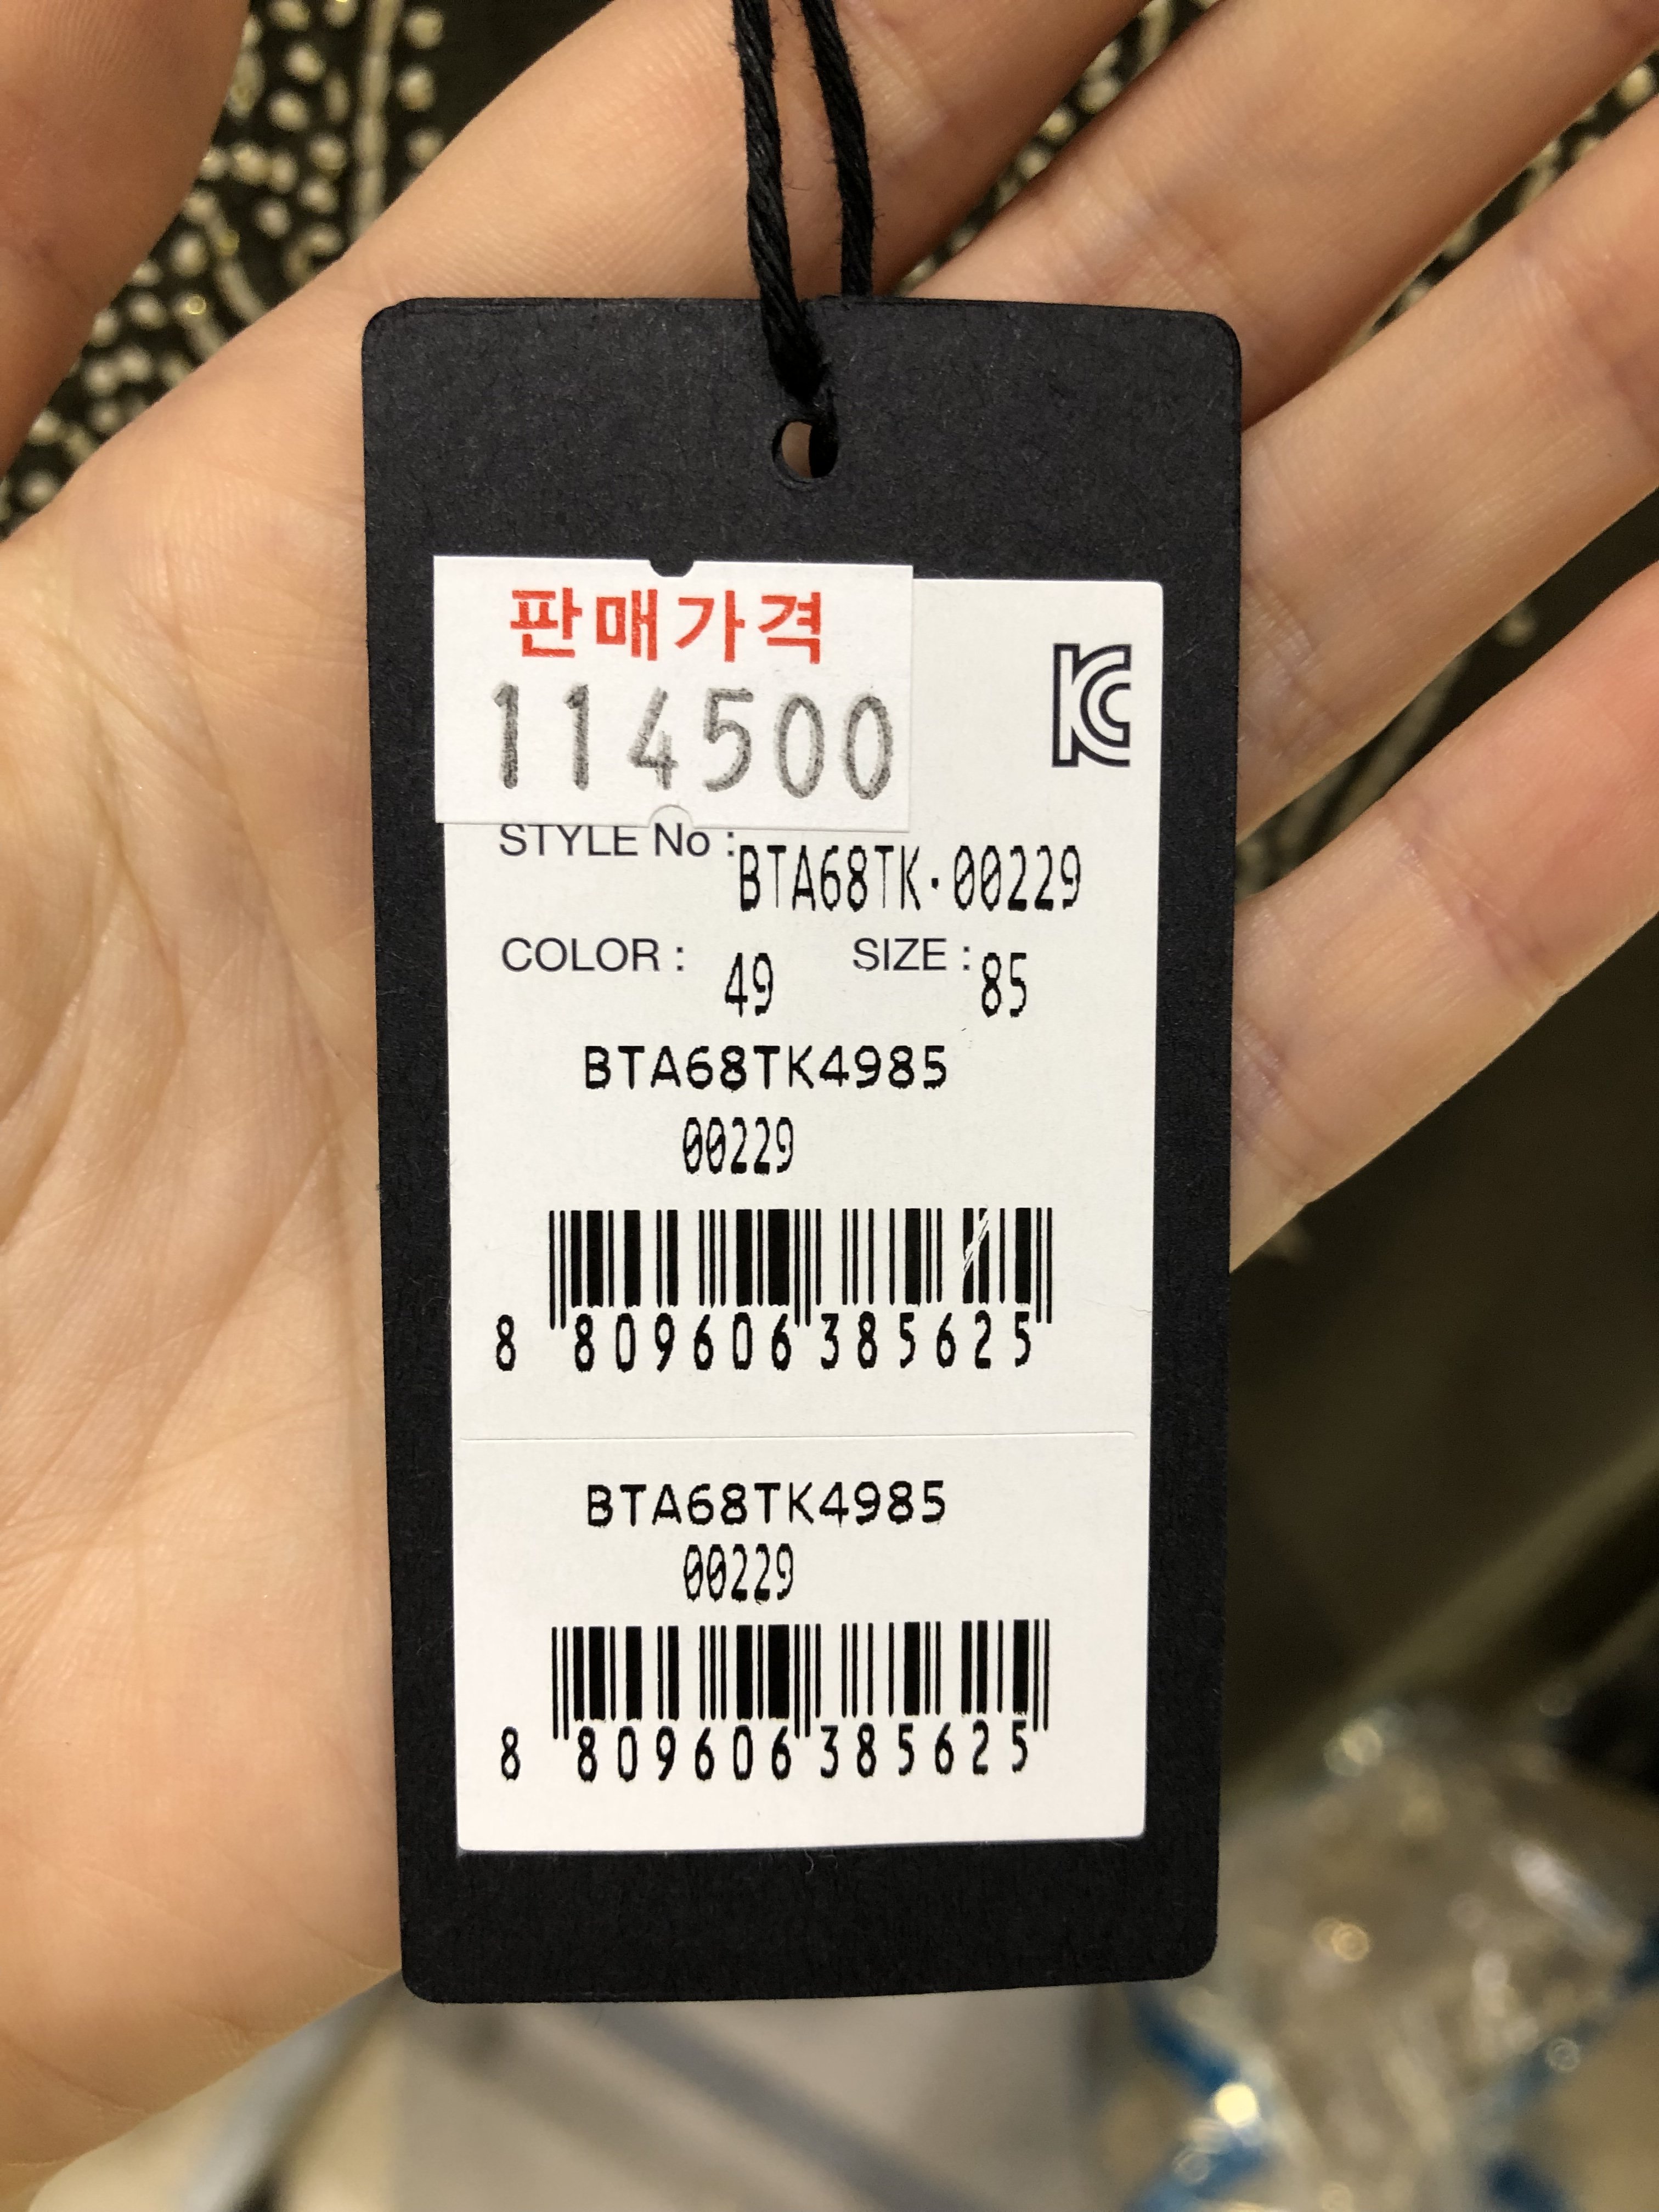 판매가격
114500
KC
STYLE No : BTA68TK-00229
COLOR : 49 SIZE : 85
BTA68TK4985
00229
8 809606 385625
BTA68TK4985
00229
8 809606 385625